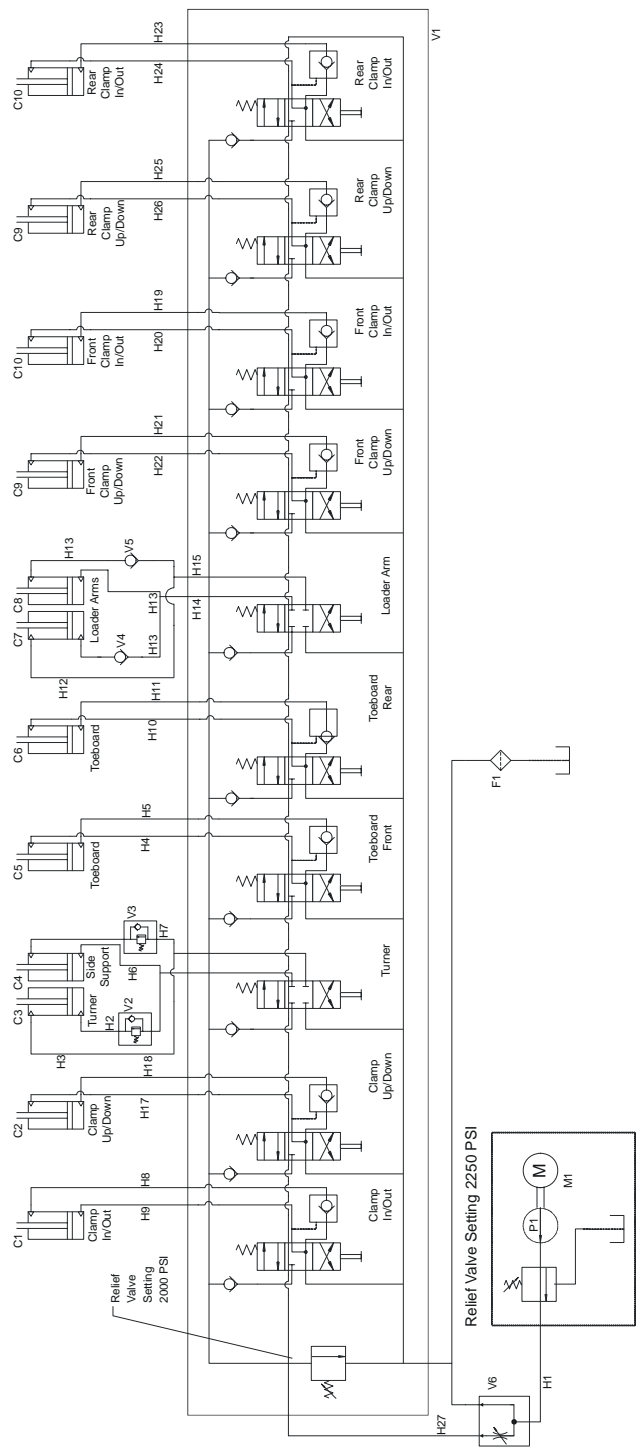 C1
Clamp
In/Out
H8
H9
C2
Clamp
Up/Down
H17
H18
C3
Turner
C4
Side
Support
H3
H2
V2
H6
V3
H7
C5
Toeboard
H5
H4
C6
Toeboard
H11
H10
C7
C8
Loader Arms
H12
V4
H13
H13
H13
V5
H15
H14
C9
Front
Clamp
Up/Down
H21
H22
C10
Front
Clamp
In/Out
H19
H20
C9
Rear
Clamp
Up/Down
H25
H26
C10
Rear
Clamp
In/Out
H23
H24
Relief
Valve
Setting
2000 PSI
Clamp
In/Out
Clamp
Up/Down
Turner
Toeboard
Front
Toeboard
Rear
Loader Arm
Front
Clamp
Up/Down
Front Clamp
In/Out
Rear
Clamp
Up/Down
Rear
Clamp
In/Out
V1
H27
V6
H1
Relief Valve Setting 2250 PSI
P1
M
M1
F1